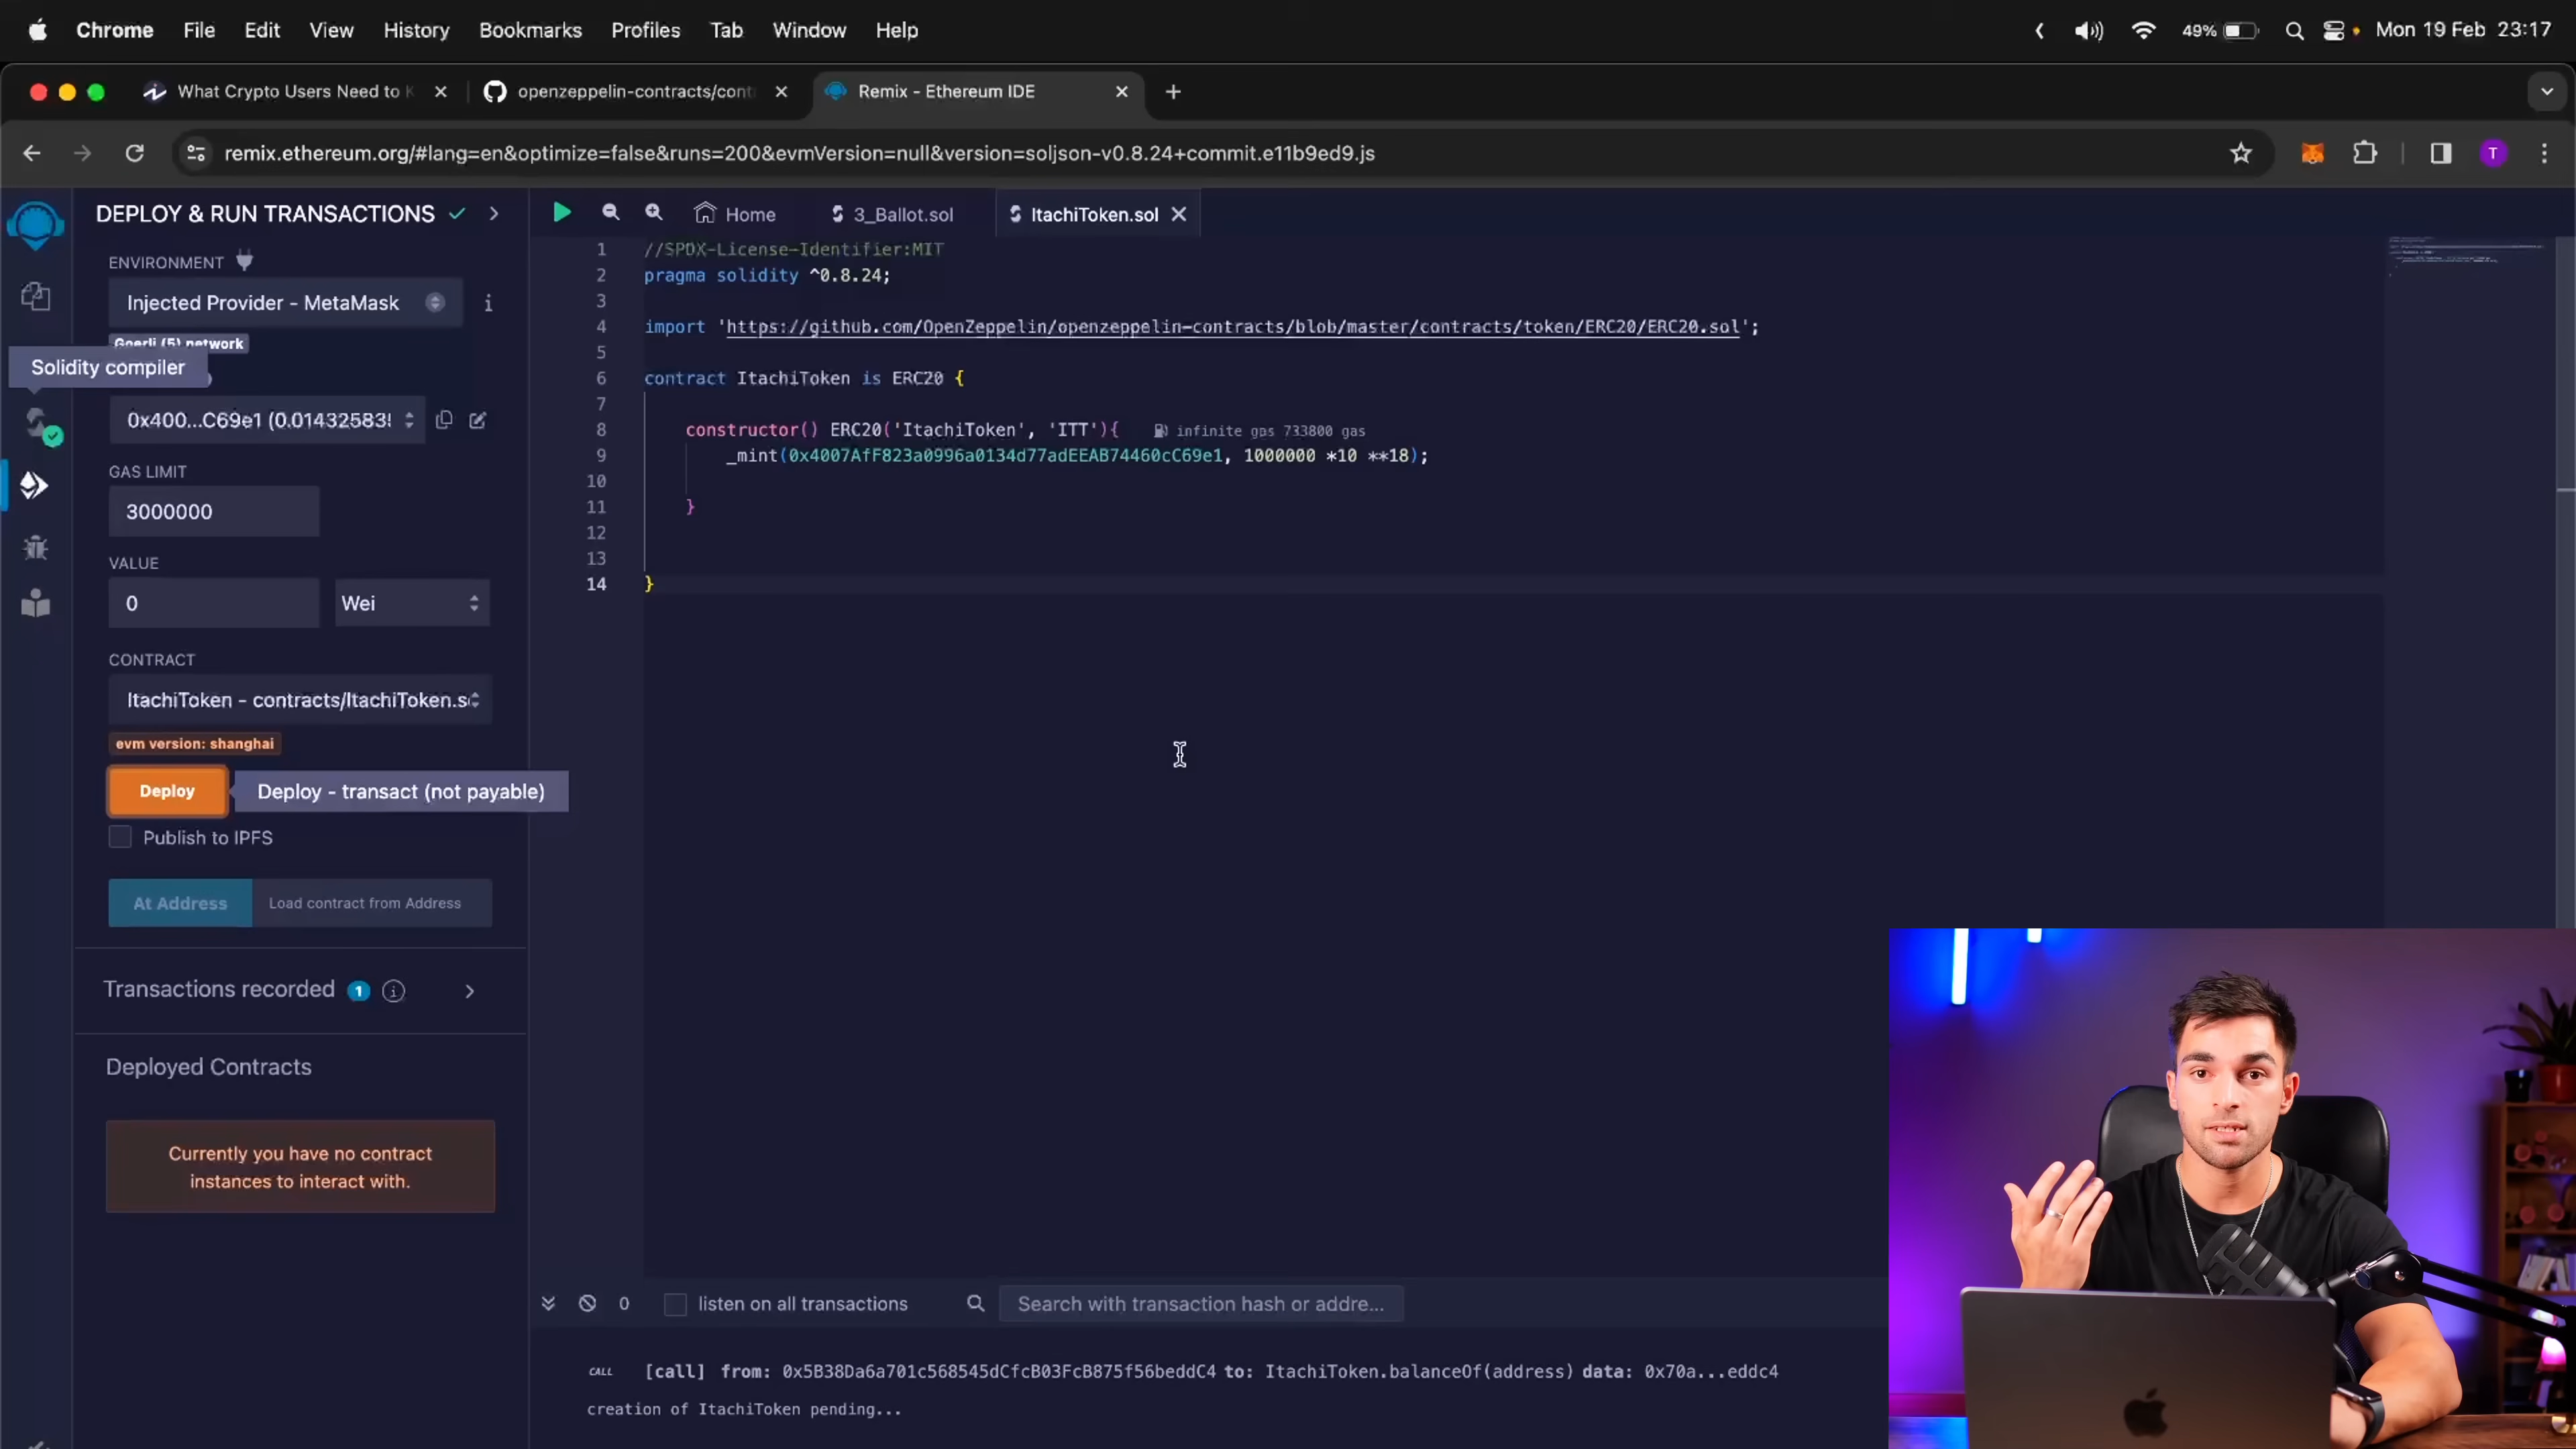 Chrome File Edit View History Bookmarks Profiles Tab Window Help 49% Mon 19 Feb 23:17
What Crypto Users Need to K openzeppelin-contracts/cont Remix - Ethereum IDE
remix.ethereum.org/#lang=en&optimize=false&runs=200&evmVersion=null&version=soljson-v0.8.24+commit.e11b9ed9.js T
DEPLOY & RUN TRANSACTIONS
ENVIRONMENT
Injected Provider - MetaMask
Goerli (5) network
Solidity compiler
0x400...C69e1 (0.01432583
GAS LIMIT
3000000
VALUE
0 Wei
CONTRACT
ItachiToken - contracts/ItachiToken.s
evm version: shanghai
Deploy Deploy - transact (not payable)
Publish to IPFS
At Address Load contract from Address
Transactions recorded 1 i
Deployed Contracts
Currently you have no contract
instances to interact with.
Home 3_Ballot.sol ItachiToken.sol
1 //SPDX-License-Identifier:MIT
2 pragma solidity ^0.8.24;
3
4 import 'https://github.com/OpenZeppelin/openzeppelin-contracts/blob/master/contracts/token/ERC20/ERC20.sol';
5
6 contract ItachiToken is ERC20 {
7
8 constructor() ERC20('ItachiToken', 'ITT'){ infinite gas 733800 gas
9 _mint(0x4007AfF823a0996a0134d77adEEAB74460cC69e1, 1000000 *10 **18);
10
11 }
12
13
14 }
0 listen on all transactions Search with transaction hash or addre...
CALL [call] from: 0x5B38Da6a701c568545dCfcB03FcB875f56beddC4 to: ItachiToken.balanceOf(address) data: 0x70a...eddc4
creation of ItachiToken pending...